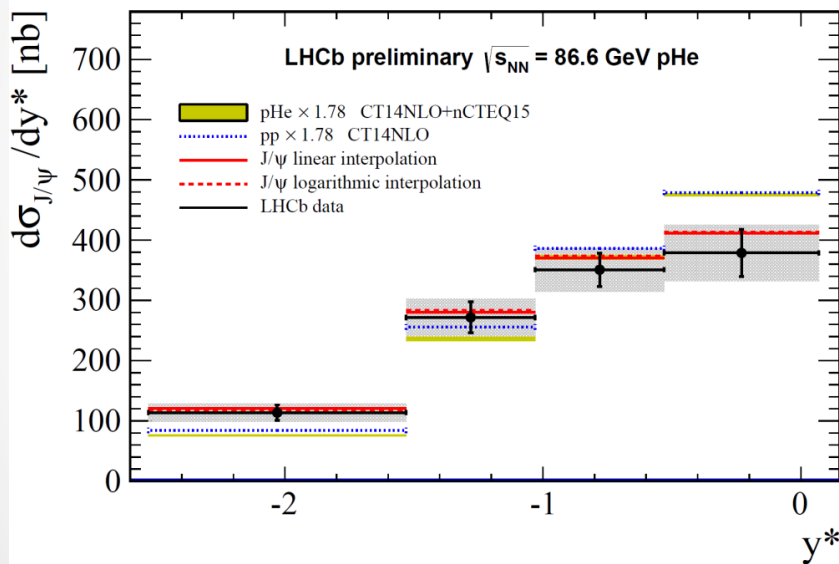 dσ_J/ψ/dy* [nb]
LHCb preliminary √s_NN = 86.6 GeV pHe
pHe × 1.78 CT14NLO+nCTEQ15
pp × 1.78 CT14NLO
J/ψ linear interpolation
J/ψ logarithmic interpolation
LHCb data
700
600
500
400
300
200
100
0
-2 -1 0
y*